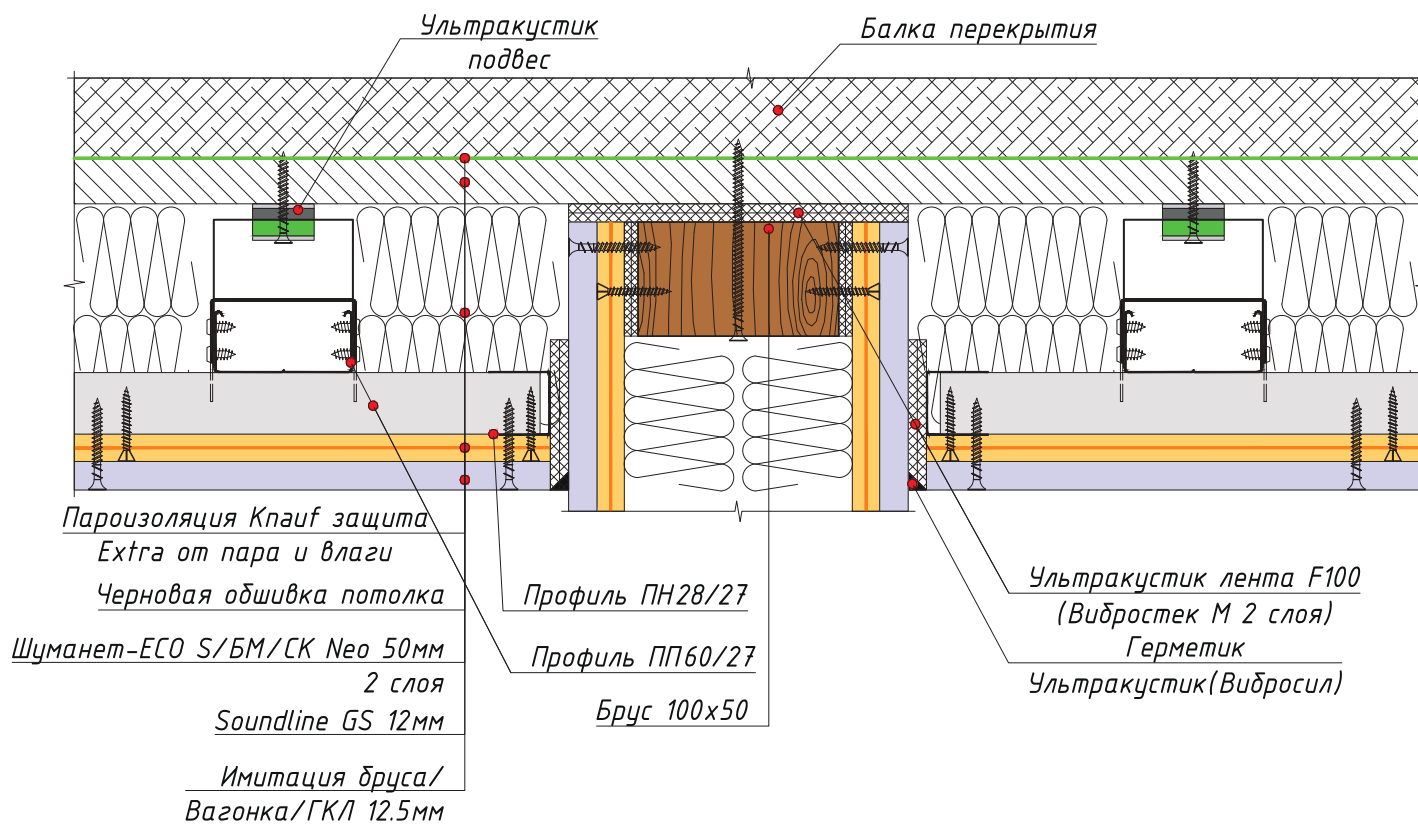 Ультракустик
подвес
Балка перекрытия
Пароизоляция Knauf защита
Extra от пара и влаги
Черновая обшивка потолка
Шуманет-ECO S/БМ/СК Neo 50мм
2 слоя
Soundline GS 12мм
Имитация бруса/
Вагонка/ГКЛ 12.5мм
Профиль ПН28/27
Профиль ПП60/27
Брус 100х50
Ультракустик лента F100
(Вибростек М 2 слоя)
Герметик
Ультракустик(Вибросил)